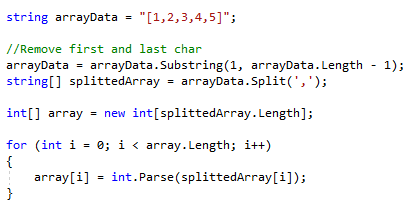 string arrayData = "[1,2,3,4,5]";
//Remove first and last char
arrayData = arrayData.Substring(1, arrayData.Length - 1);
string[] splittedArray = arrayData.Split(',');
int[] array = new int[splittedArray.Length];
for (int i = 0; i < array.Length; i++)
{
    array[i] = int.Parse(splittedArray[i]);
}